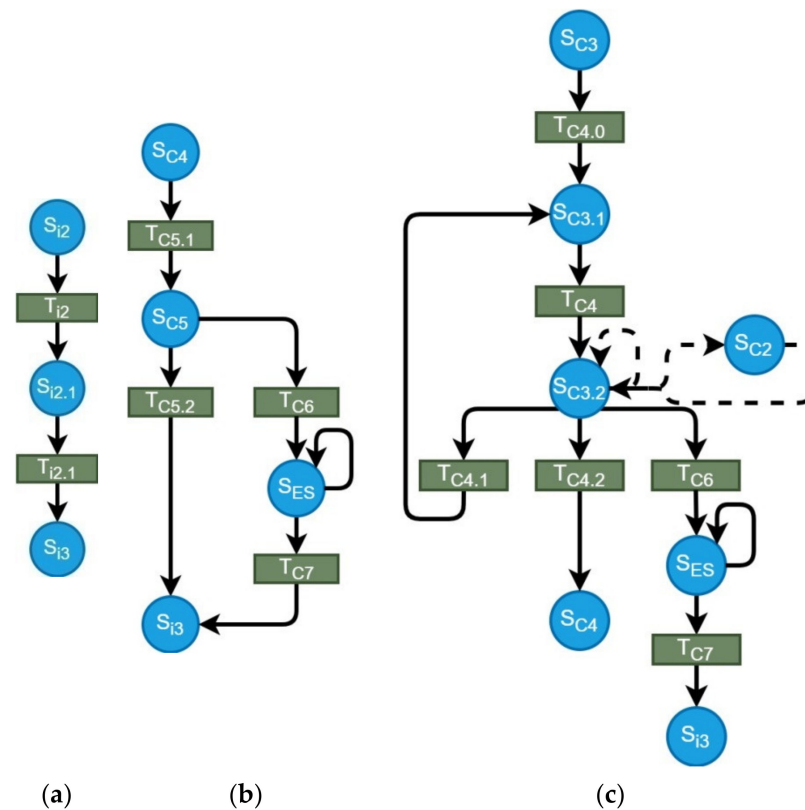 S_i2
T_i2
S_i2.1
T_i2.1
S_i3
(a)
S_C4
T_C5.1
S_C5
T_C5.2
T_C6
S_ES
T_C7
S_i3
(b)
S_C3
T_C4.0
S_C3.1
T_C4
S_C2
S_C3.2
T_C4.1
T_C4.2
T_C6
S_ES
S_C4
T_C7
S_i3
(c)